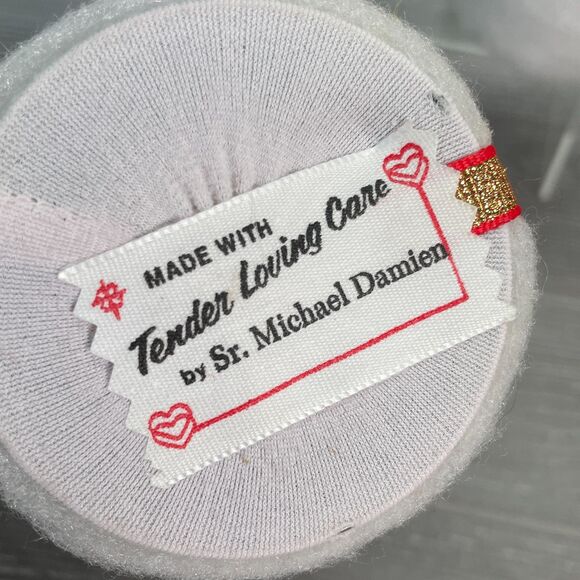 MADE WITH
Tender Loving Care
by Sr. Michael Damien